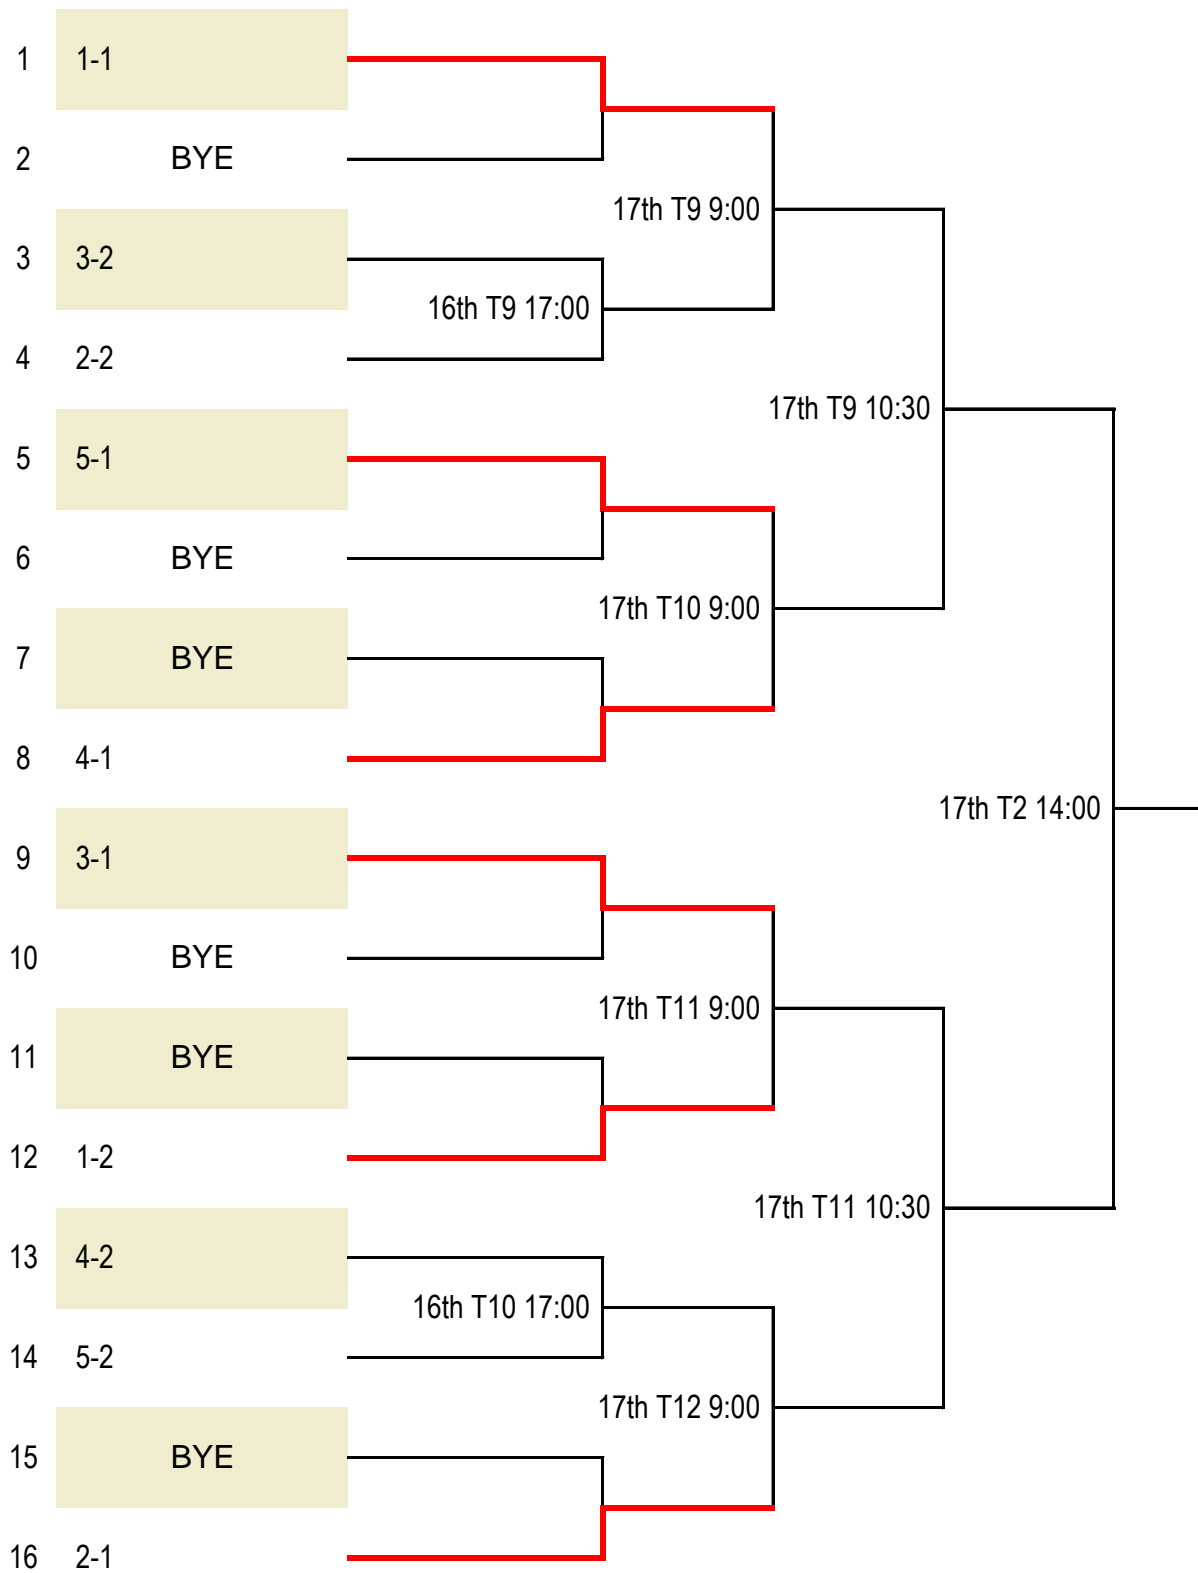 1 1-1
2 BYE
17th T9 9:00
3 3-2
16th T9 17:00
4 2-2
17th T9 10:30
5 5-1
6 BYE
17th T10 9:00
7 BYE
8 4-1
17th T2 14:00
9 3-1
10 BYE
17th T11 9:00
11 BYE
12 1-2
17th T11 10:30
13 4-2
16th T10 17:00
14 5-2
17th T12 9:00
15 BYE
16 2-1